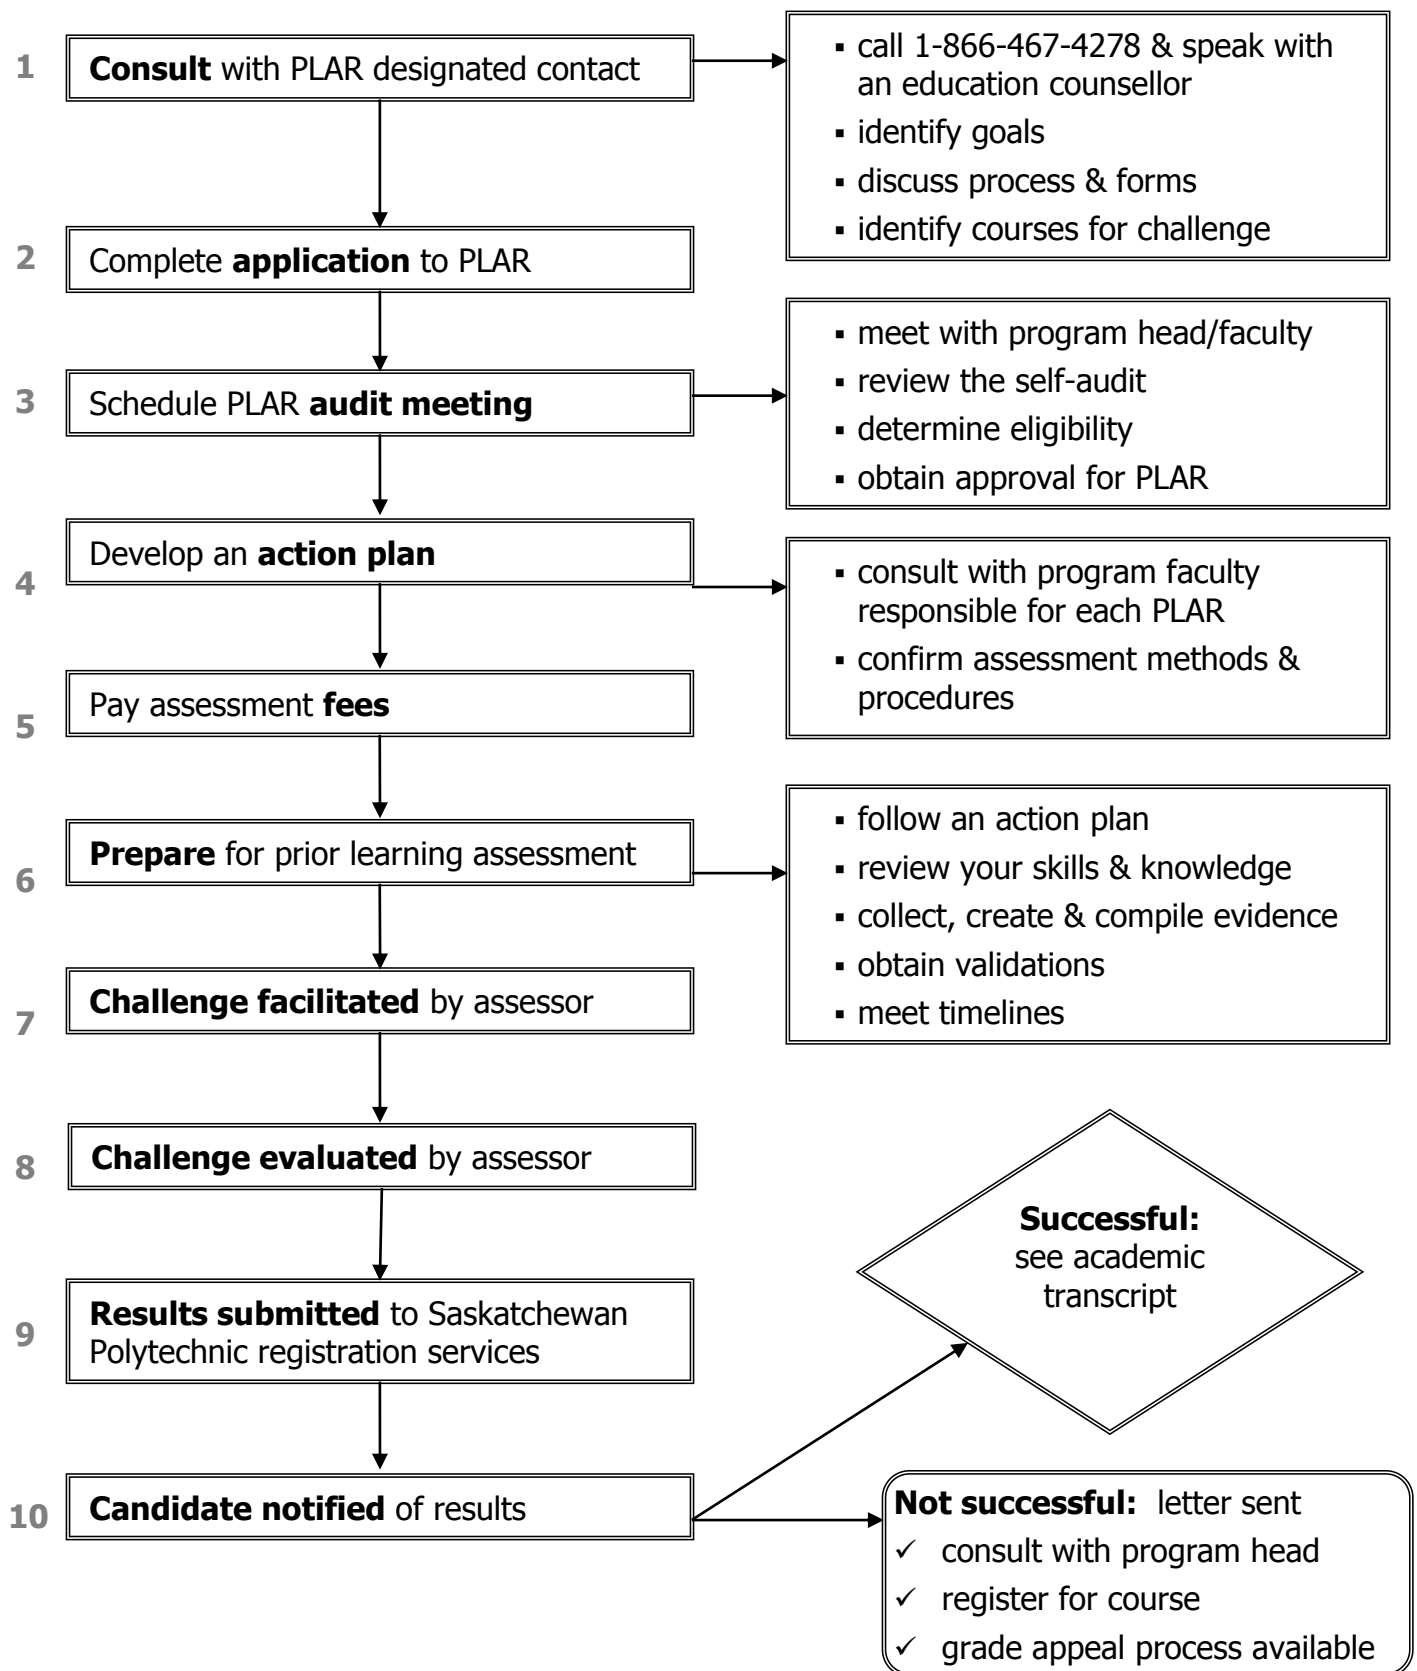 1
Consult with PLAR designated contact
▪ call 1-866-467-4278 & speak with
an education counsellor
▪ identify goals
▪ discuss process & forms
▪ identify courses for challenge
2
Complete application to PLAR
3
Schedule PLAR audit meeting
▪ meet with program head/faculty
▪ review the self-audit
▪ determine eligibility
▪ obtain approval for PLAR
4
Develop an action plan
▪ consult with program faculty
responsible for each PLAR
▪ confirm assessment methods &
procedures
5
Pay assessment fees
6
Prepare for prior learning assessment
▪ follow an action plan
▪ review your skills & knowledge
▪ collect, create & compile evidence
▪ obtain validations
▪ meet timelines
7
Challenge facilitated by assessor
8
Challenge evaluated by assessor
9
Results submitted to Saskatchewan
Polytechnic registration services
10
Candidate notified of results
Successful:
see academic
transcript
Not successful: letter sent
✓ consult with program head
✓ register for course
✓ grade appeal process available